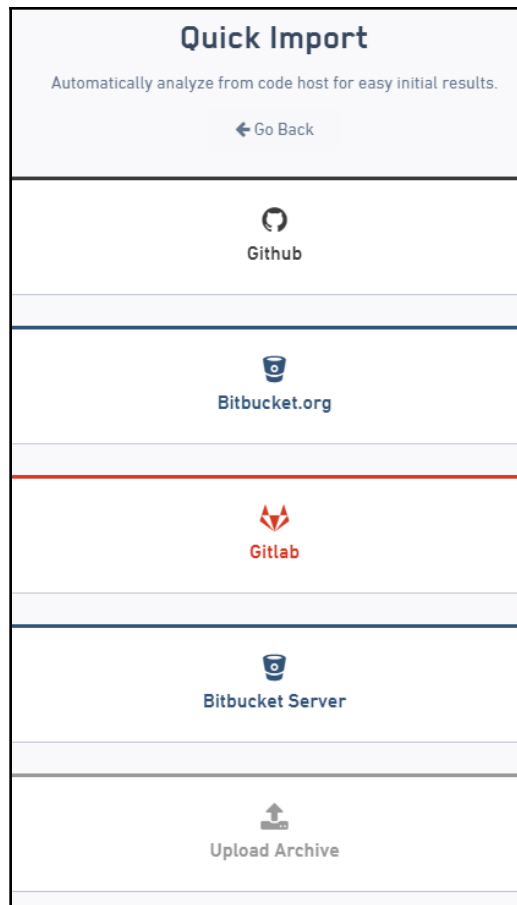 Quick Import
Automatically analyze from code host for easy initial results.
Go Back
Github
Bitbucket.org
Gitlab
Bitbucket Server
Upload Archive